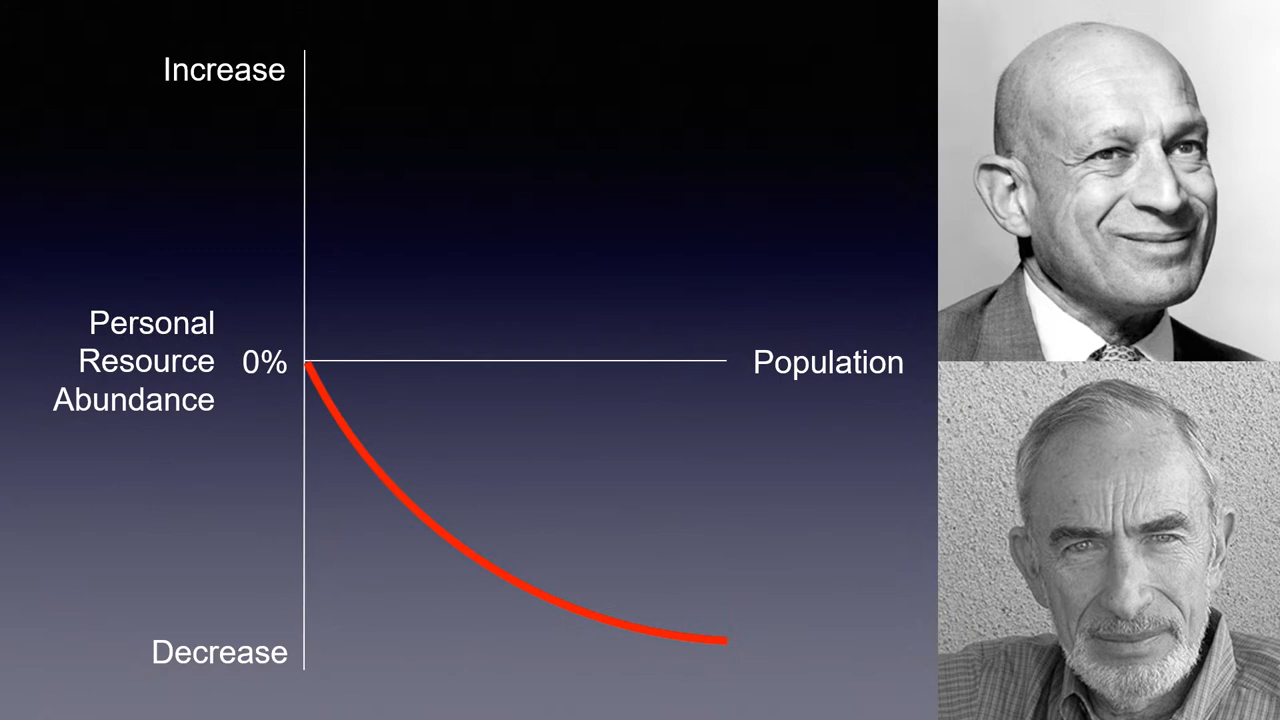 Increase
Personal
Resource
Abundance
0%
Population
Decrease